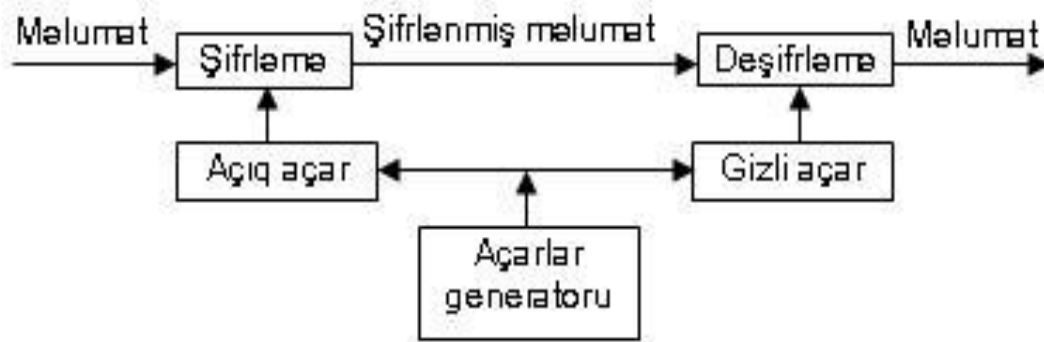 Məlumat
Şifrləmə
Şifrlənmiş məlumat
Deşifrləmə
Məlumat
Açıq açar
Gizli açar
Açarlar
generatoru